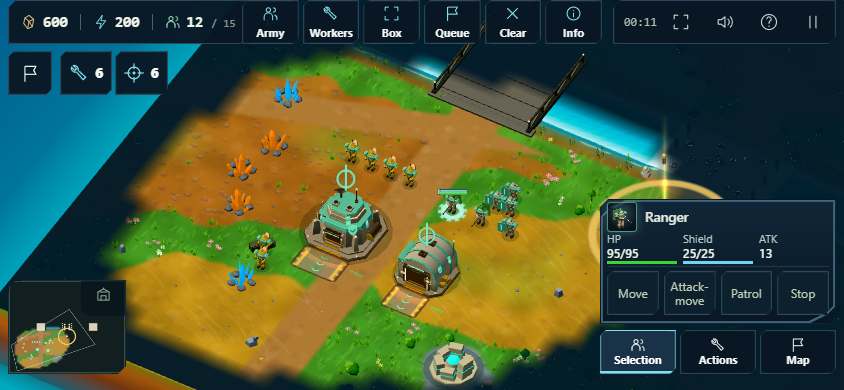 600
200
12 / 15
Army
Workers
Box
Queue
Clear
Info
00:11
6
6
Ranger
HP
Shield
ATK
95/95
25/25
13
Move
Attack-
move
Patrol
Stop
Selection
Actions
Map